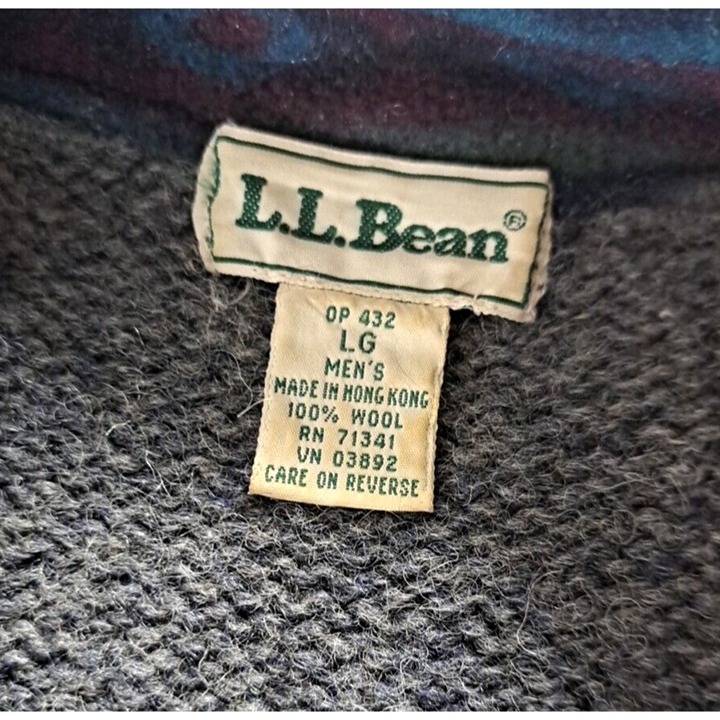 L.L.Bean®
OP 432
LG
MEN'S
MADE IN HONG KONG
100% WOOL
RN 71341
VN 03892
CARE ON REVERSE